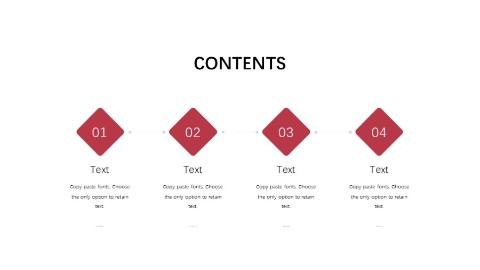 CONTENTS
01
02
03
04
Text
Text
Text
Text
Copy paste fonts. Choose
the only option to retain
text.
Copy paste fonts. Choose
the only option to retain
text.
Copy paste fonts. Choose
the only option to retain
text.
Copy paste fonts. Choose
the only option to retain
text.